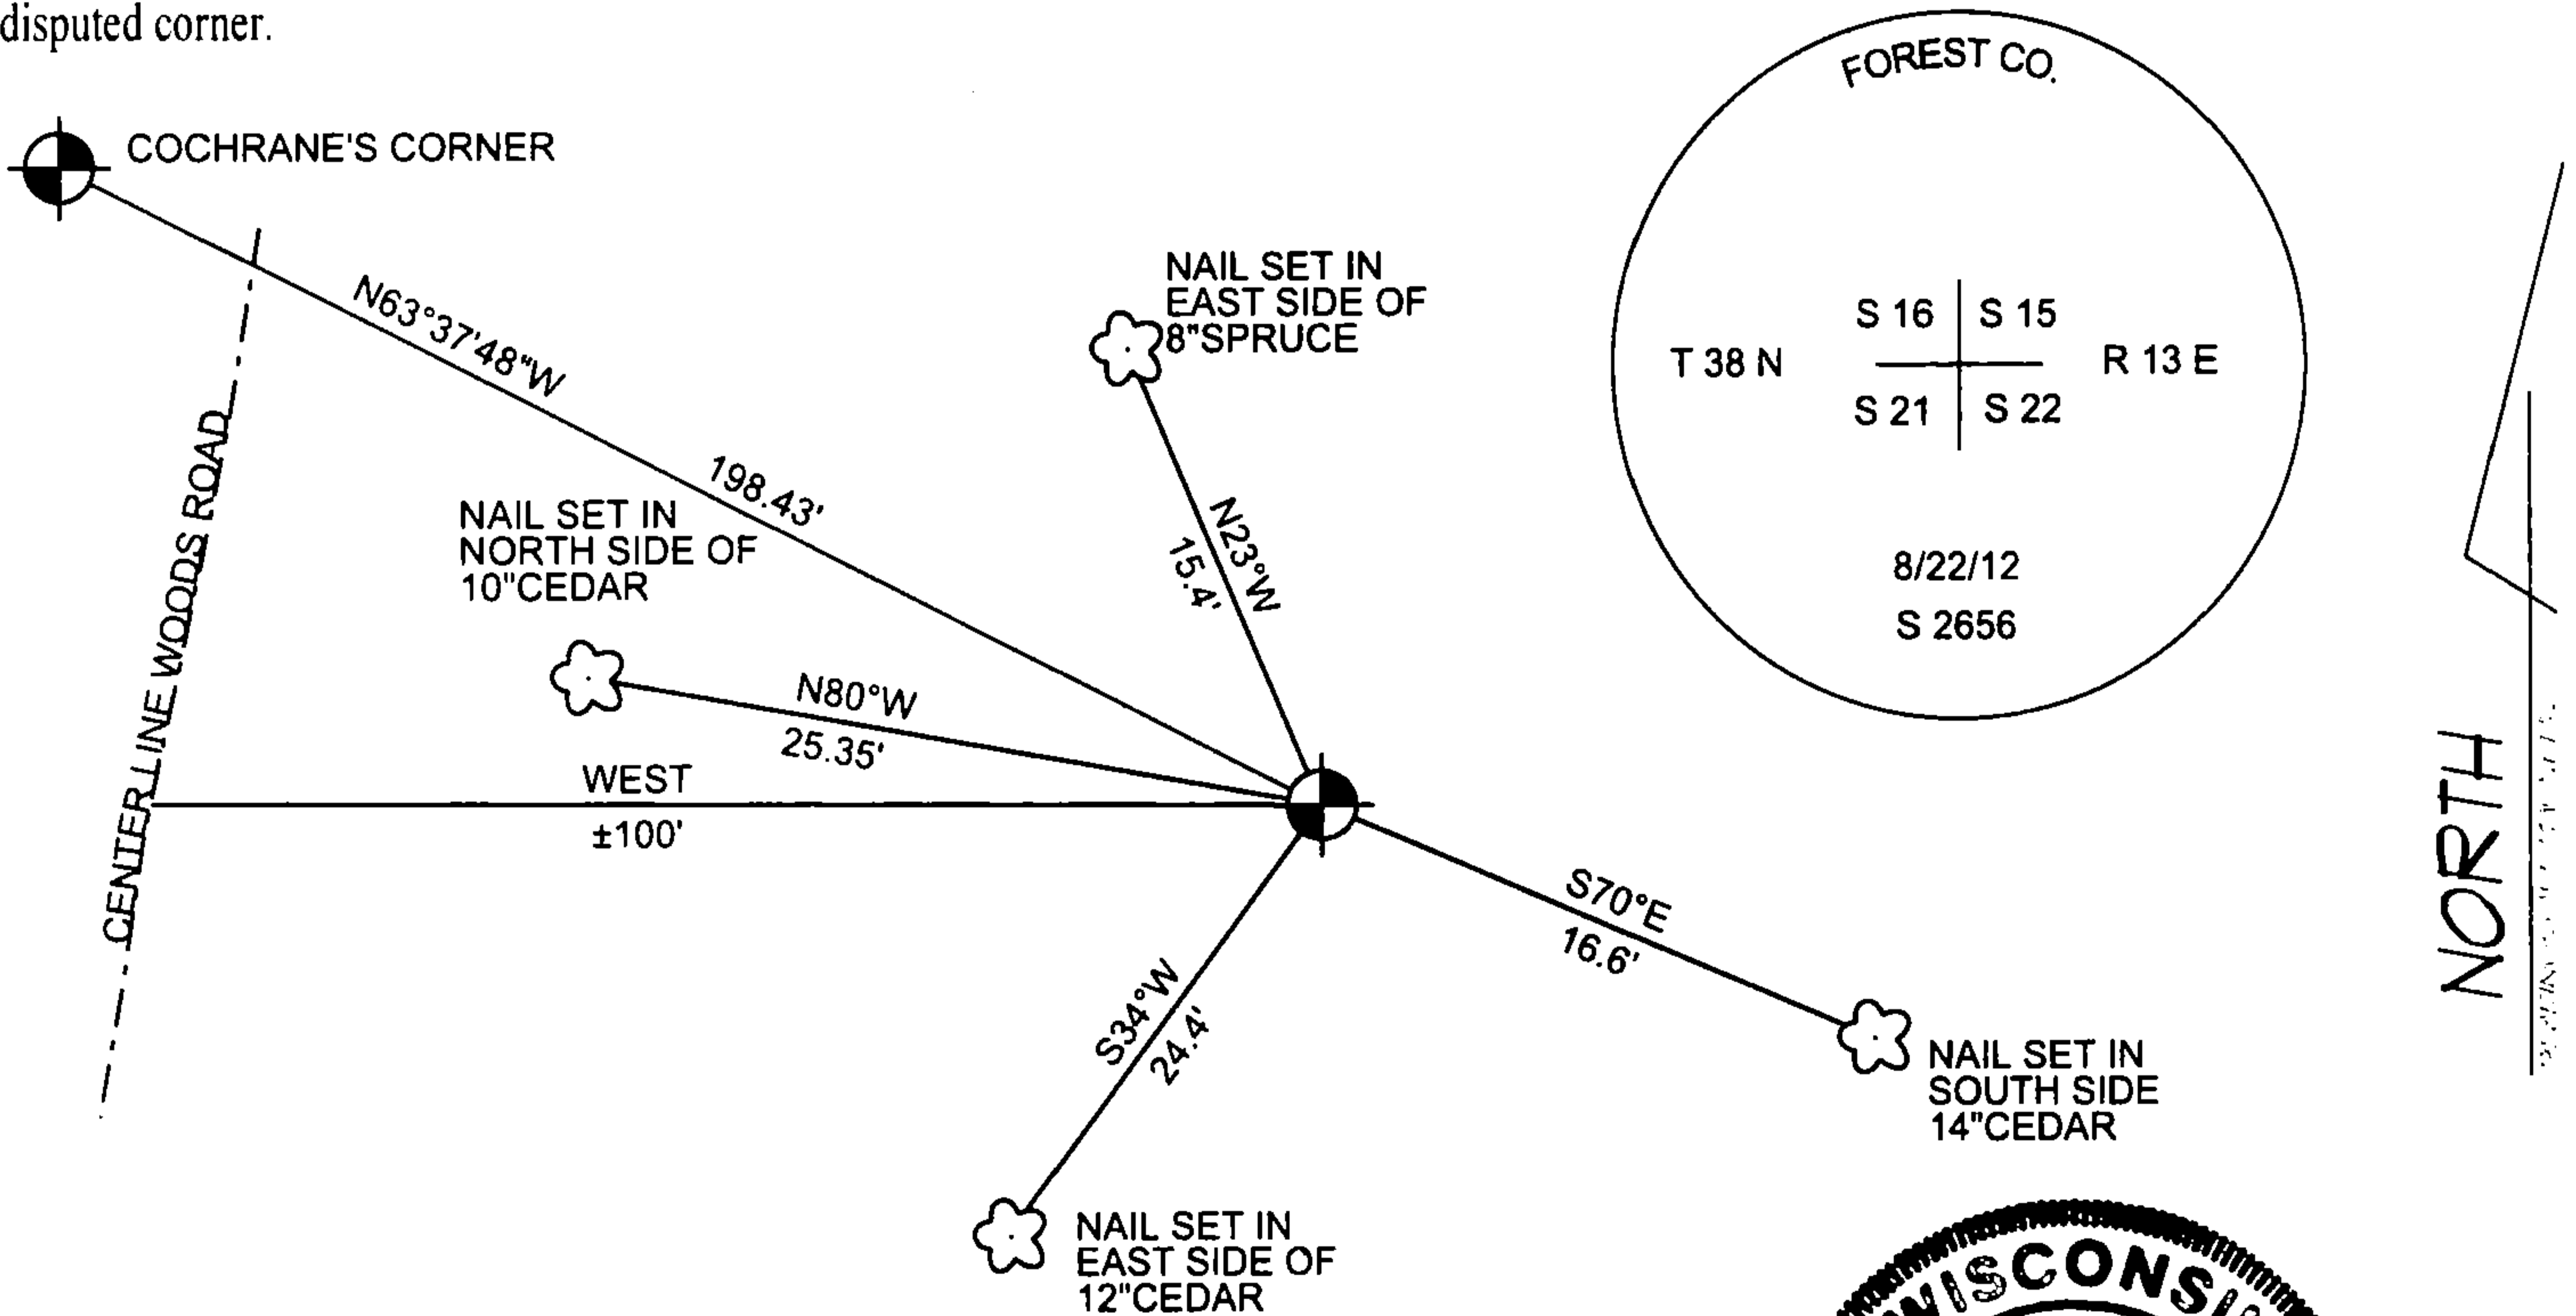 disputed corner.
COCHRANE'S CORNER
FOREST CO.
S 16 S 15
T 38 N R 13 E
S 21 S 22
8/22/12
S 2656
N63°37'48"W
198.43'
NAIL SET IN
EAST SIDE OF
8"SPRUCE
N23°W
15.4'
NAIL SET IN
NORTH SIDE OF
10"CEDAR
N80°W
25.35'
WEST
±100'
CENTER LINE WOODS ROAD
S70°E
16.6'
NAIL SET IN
SOUTH SIDE
14"CEDAR
S34°W
24.4'
NAIL SET IN
EAST SIDE OF
12"CEDAR
NORTH